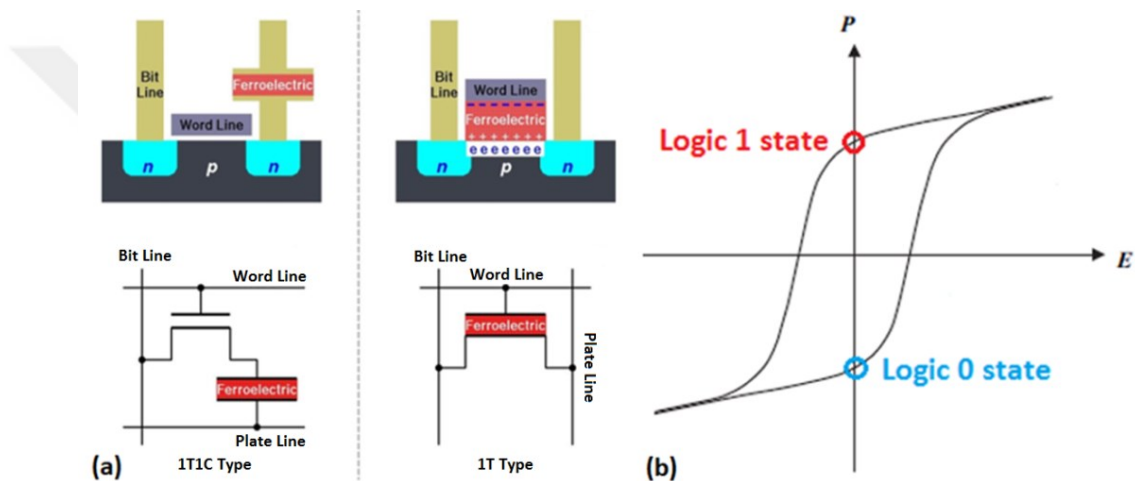 Bit
Line
Word Line
Ferroelectric
n
p
n
Bit
Line
Word Line
Ferroelectric
+ + + + + + +
e e e e e e e
n
p
n
Bit Line
Word Line
Ferroelectric
Plate Line
(a)
1T1C Type
Bit Line
Word Line
Ferroelectric
Plate Line
1T Type
P
Logic 1 state
E
Logic 0 state
(b)